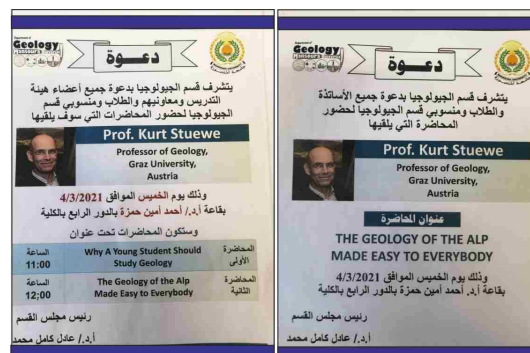 Department of
Geology
دعوة
يتشرف قسم الجيولوجيا بدعوة جميع أعضاء هيئة
التدريس ومعاونيهم والطلاب ومنسوبي قسم
الجيولوجيا لحضور المحاضرات التي سوف يلقيها
Prof. Kurt Stuewe
Professor of Geology,
Graz University,
Austria
وذلك يوم الخميس الموافق 4/3/2021
بقاعة أ.د./ أحمد أمين حمزة بالدور الرابع بالكلية
وستكون المحاضرات تحت عنوان
المحاضرة الأولى Why A Young Student Should Study Geology الساعة 11:00
المحاضرة الثانية The Geology of the Alp Made Easy to Everybody الساعة 12;00
رئيس مجلس القسم
أ.د./ عادل كامل محمد
Geology
دعوة
يتشرف قسم الجيولوجيا بدعوة جميع الأساتذة
والطلاب ومنسوبي قسم الجيولوجيا لحضور
المحاضرة التي يلقيها
Prof. Kurt Stuewe
Professor of Geology,
Graz University,
Austria
عنوان المحاضرة
THE GEOLOGY OF THE ALP
MADE EASY TO EVERYBODY
وذلك يوم الخميس الموافق 4/3/2021
بقاعة أ.د. أحمد أمين حمزة بالدور الرابع بالكلية
رئيس مجلس القسم
أ.د./ عادل كامل محمد